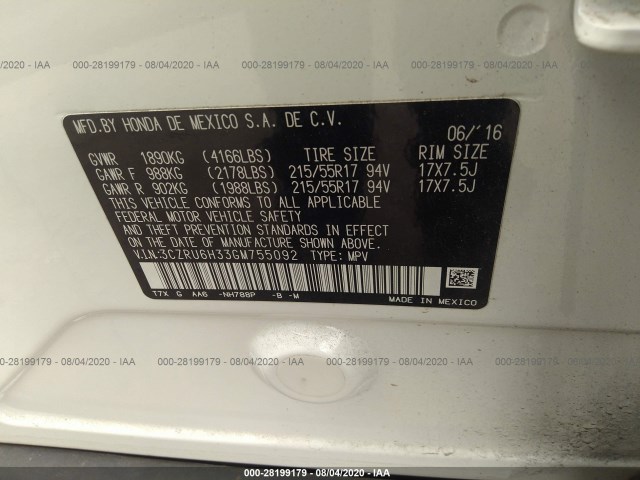 000-28199179 - 08/04/2020 - IAA
MFD.BY HONDA DE MEXICO S.A. DE C.V. 06/'16
GVWR 1890KG (4166LBS) TIRE SIZE RIM SIZE
GAWR F 988KG (2178LBS) 215/55R17 94V 17X7.5J
GAWR R 902KG (1988LBS) 215/55R17 94V 17X7.5J
THIS VEHICLE CONFORMS TO ALL APPLICABLE
FEDERAL MOTOR VEHICLE SAFETY
AND THEFT PREVENTION STANDARDS IN EFFECT
ON THE DATE OF MANUFACTURE SHOWN ABOVE.
V.I.N:3CZRU6H33GM755092 TYPE: MPV
T7X G AA6 -NH788P -B -M MADE IN MEXICO
000-28199179 - 08/04/2020 - IAA